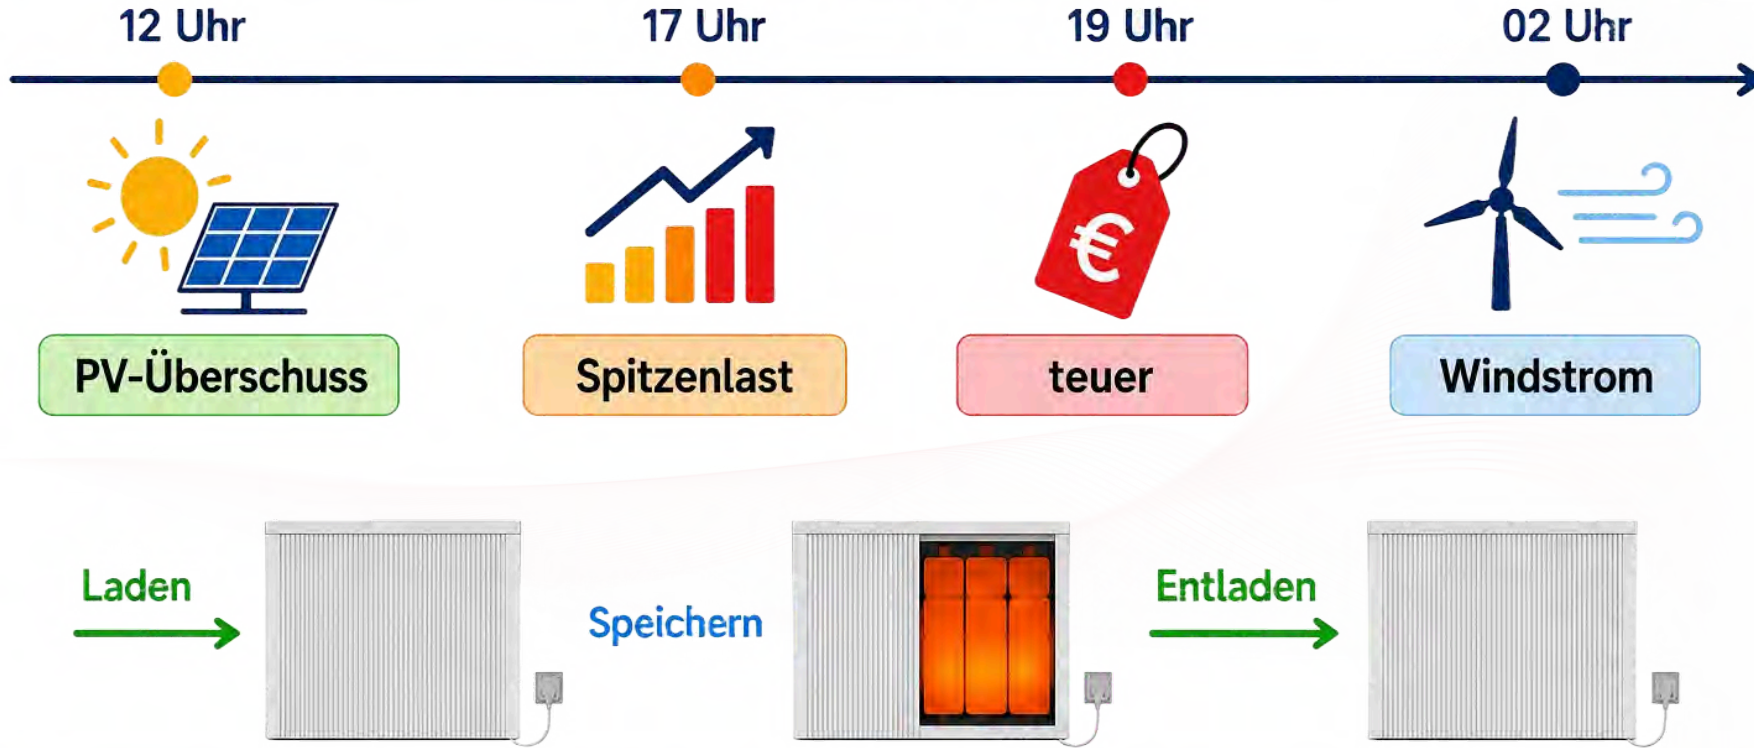 12 Uhr
17 Uhr
19 Uhr
02 Uhr
€
PV-Überschuss
Spitzenlast
teuer
Windstrom
Laden
Speichern
Entladen